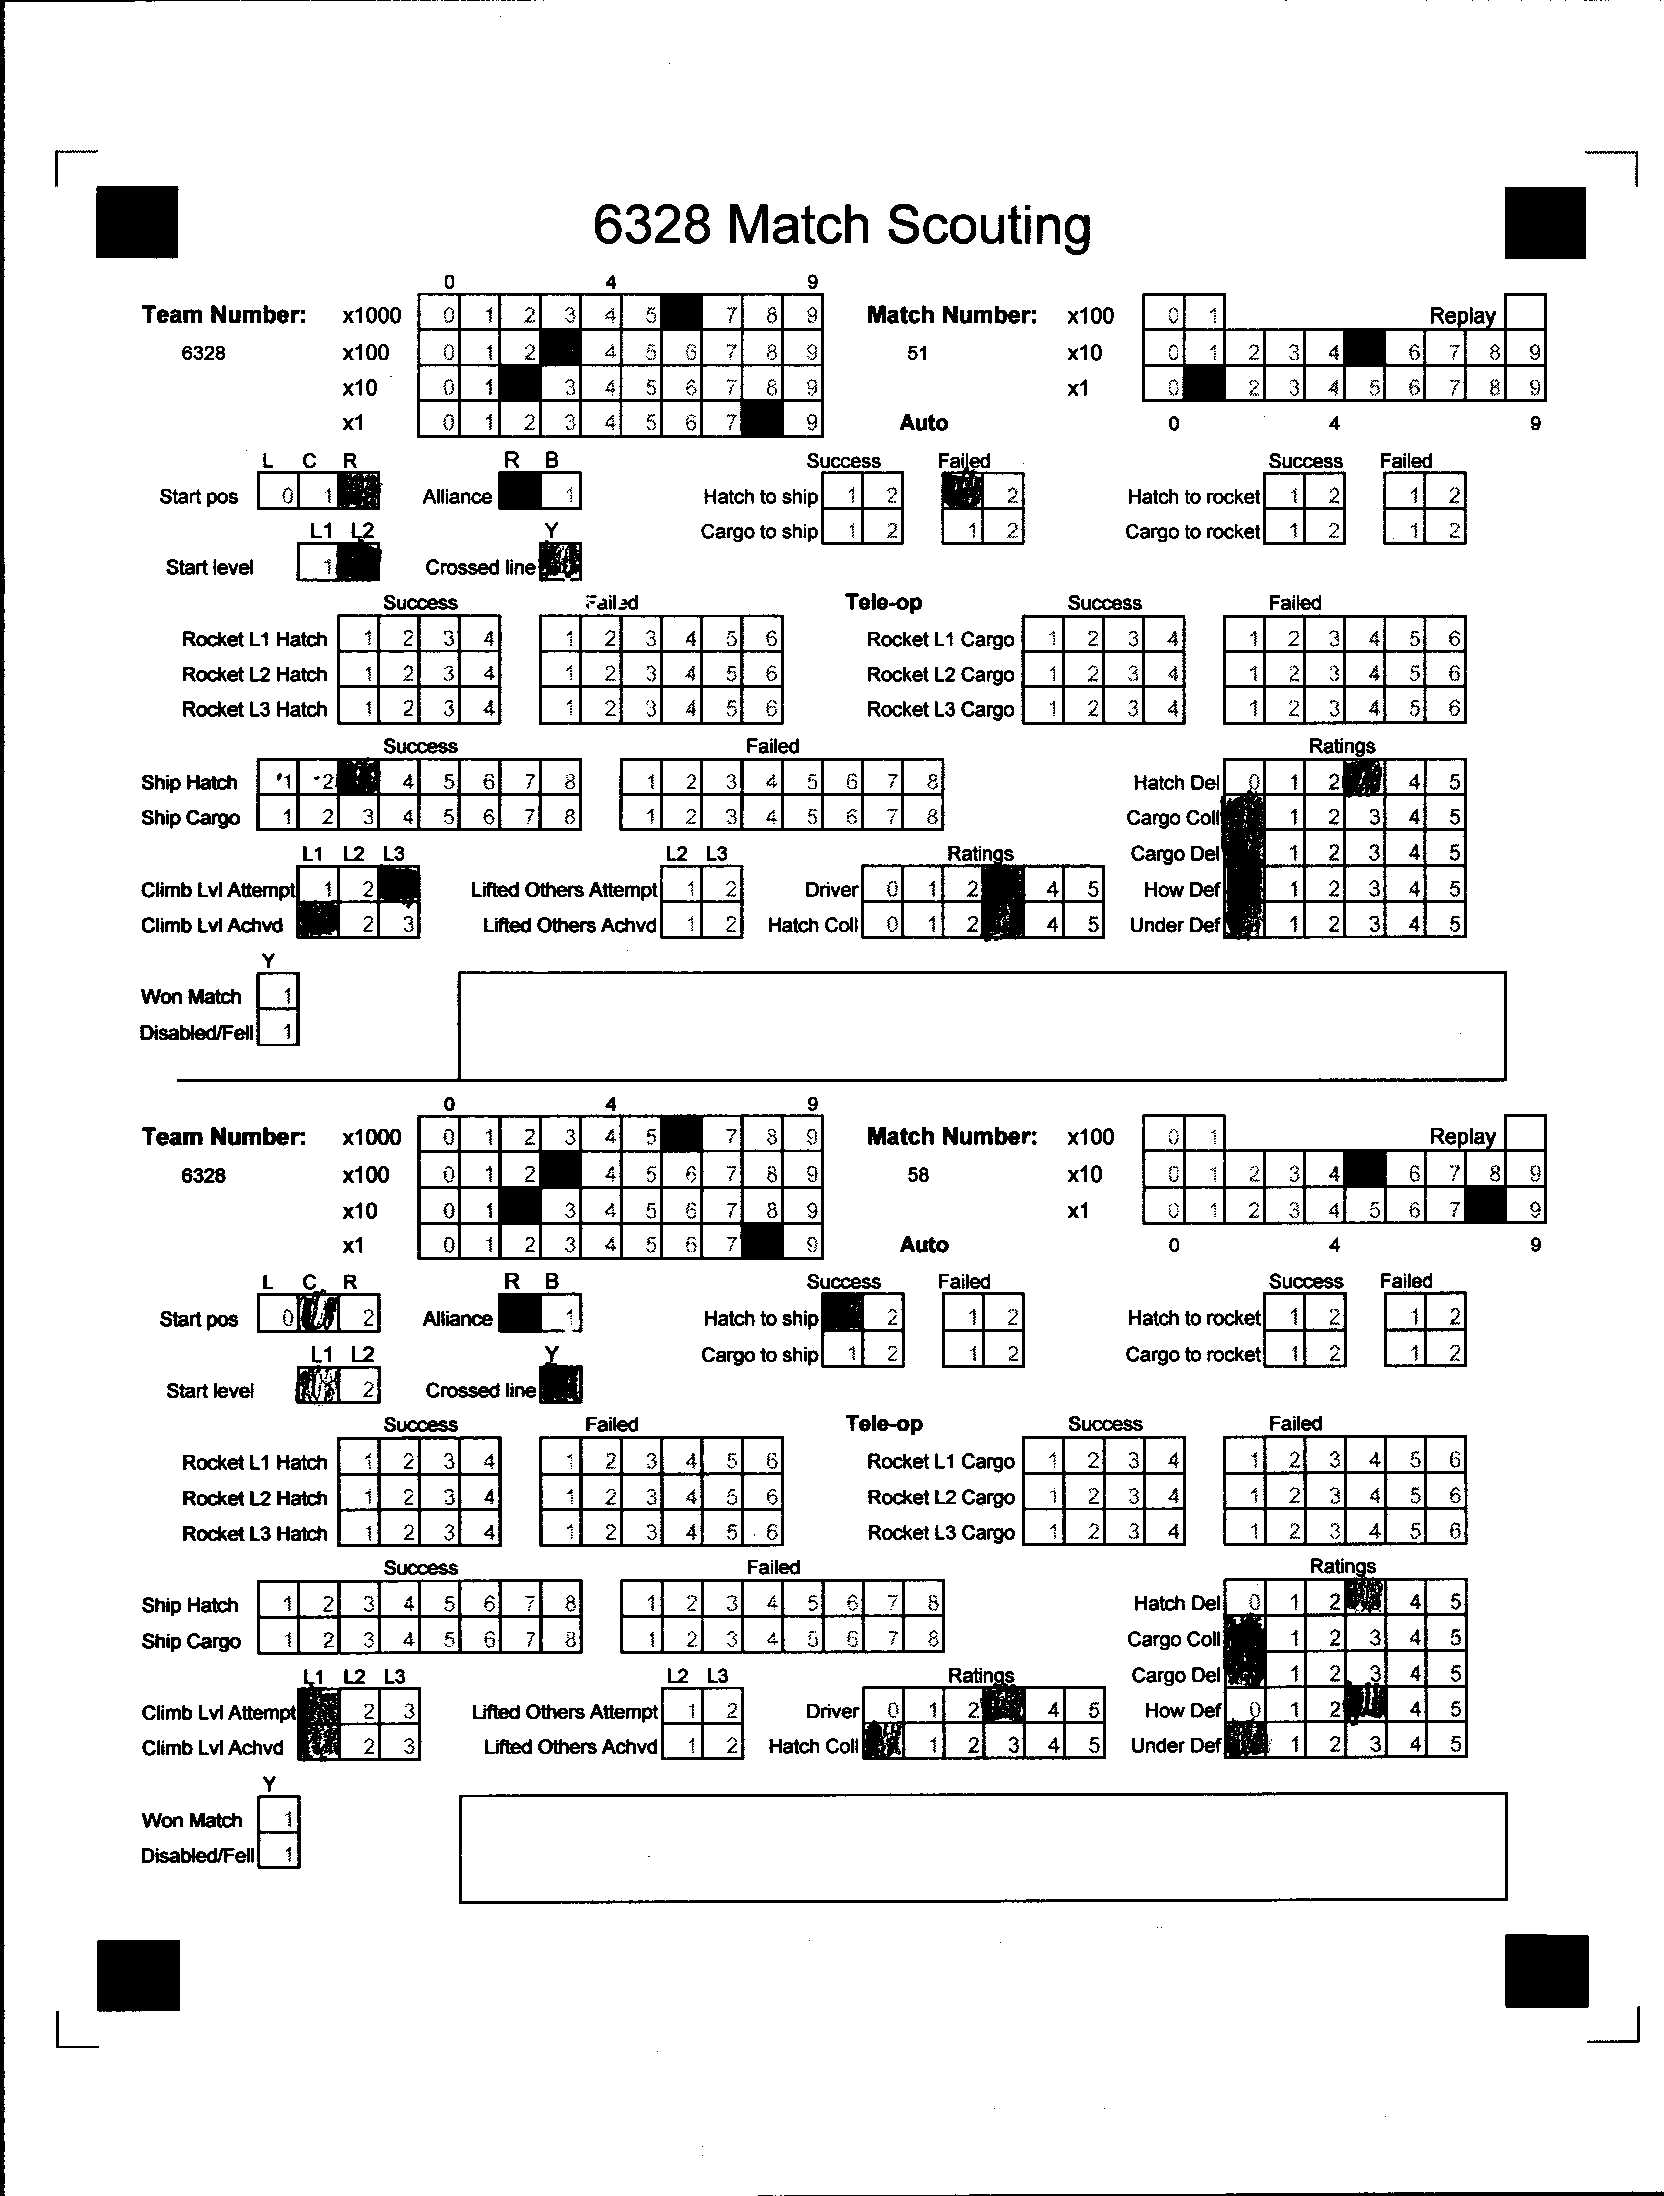 6328 Match Scouting
0 4 9
Team Number: x1000 0 1 2 3 4 5 7 8 9 Match Number: x100 0 1 Replay
6328 x100 0 1 2 4 5 6 7 8 9 51 x10 0 1 2 3 4 6 7 8 9
x10 0 1 3 4 5 6 7 8 9 x1 0 2 3 4 5 6 7 8 9
x1 0 1 2 3 4 5 6 7 9 Auto 0 4 9
L C R R B Success Failed Success Failed
Start pos 0 1 Alliance 1 Hatch to ship 1 2 2 Hatch to rocket 1 2 1 2
L1 L2 Y Cargo to ship 1 2 1 2 Cargo to rocket 1 2 1 2
Start level 1 Crossed line
Success Failed Tele-op Success Failed
Rocket L1 Hatch 1 2 3 4 1 2 3 4 5 6 Rocket L1 Cargo 1 2 3 4 1 2 3 4 5 6
Rocket L2 Hatch 1 2 3 4 1 2 3 4 5 6 Rocket L2 Cargo 1 2 3 4 1 2 3 4 5 6
Rocket L3 Hatch 1 2 3 4 1 2 3 4 5 6 Rocket L3 Cargo 1 2 3 4 1 2 3 4 5 6
Success Failed Ratings
Ship Hatch 1 2 4 5 6 7 8 1 2 3 4 5 6 7 8 Hatch Del 0 1 2 4 5
Ship Cargo 1 2 3 4 5 6 7 8 1 2 3 4 5 6 7 8 Cargo Coll 1 2 3 4 5
L1 L2 L3 L2 L3 Ratings Cargo Del 1 2 3 4 5
Climb Lvl Attempt 1 2 Lifted Others Attempt 1 2 Driver 0 1 2 4 5 How Def 1 2 3 4 5
Climb Lvl Achvd 2 3 Lifted Others Achvd 1 2 Hatch Coll 0 1 2 4 5 Under Def 1 2 3 4 5
Y
Won Match 1
Disabled/Fell 1
0 4 9
Team Number: x1000 0 1 2 3 4 5 7 8 9 Match Number: x100 0 1 Replay
6328 x100 0 1 2 4 5 6 7 8 9 58 x10 0 1 2 3 4 6 7 8 9
x10 0 1 3 4 5 6 7 8 9 x1 0 1 2 3 4 5 6 7 9
x1 0 1 2 3 4 5 6 7 9 Auto 0 4 9
L C R R B Success Failed Success Failed
Start pos 0 2 Alliance 1 Hatch to ship 2 1 2 Hatch to rocket 1 2 1 2
L1 L2 Y Cargo to ship 1 2 1 2 Cargo to rocket 1 2 1 2
Start level 2 Crossed line
Success Failed Tele-op Success Failed
Rocket L1 Hatch 1 2 3 4 1 2 3 4 5 6 Rocket L1 Cargo 1 2 3 4 1 2 3 4 5 6
Rocket L2 Hatch 1 2 3 4 1 2 3 4 5 6 Rocket L2 Cargo 1 2 3 4 1 2 3 4 5 6
Rocket L3 Hatch 1 2 3 4 1 2 3 4 5 6 Rocket L3 Cargo 1 2 3 4 1 2 3 4 5 6
Success Failed Ratings
Ship Hatch 1 2 3 4 5 6 7 8 1 2 3 4 5 6 7 8 Hatch Del 0 1 2 4 5
Ship Cargo 1 2 3 4 5 6 7 8 1 2 3 4 5 6 7 8 Cargo Coll 1 2 3 4 5
L1 L2 L3 L2 L3 Ratings Cargo Del 1 2 3 4 5
Climb Lvl Attempt 2 3 Lifted Others Attempt 1 2 Driver 0 1 2 4 5 How Def 0 1 2 4 5
Climb Lvl Achvd 2 3 Lifted Others Achvd 1 2 Hatch Coll 1 2 3 4 5 Under Def 1 2 3 4 5
Y
Won Match 1
Disabled/Fell 1